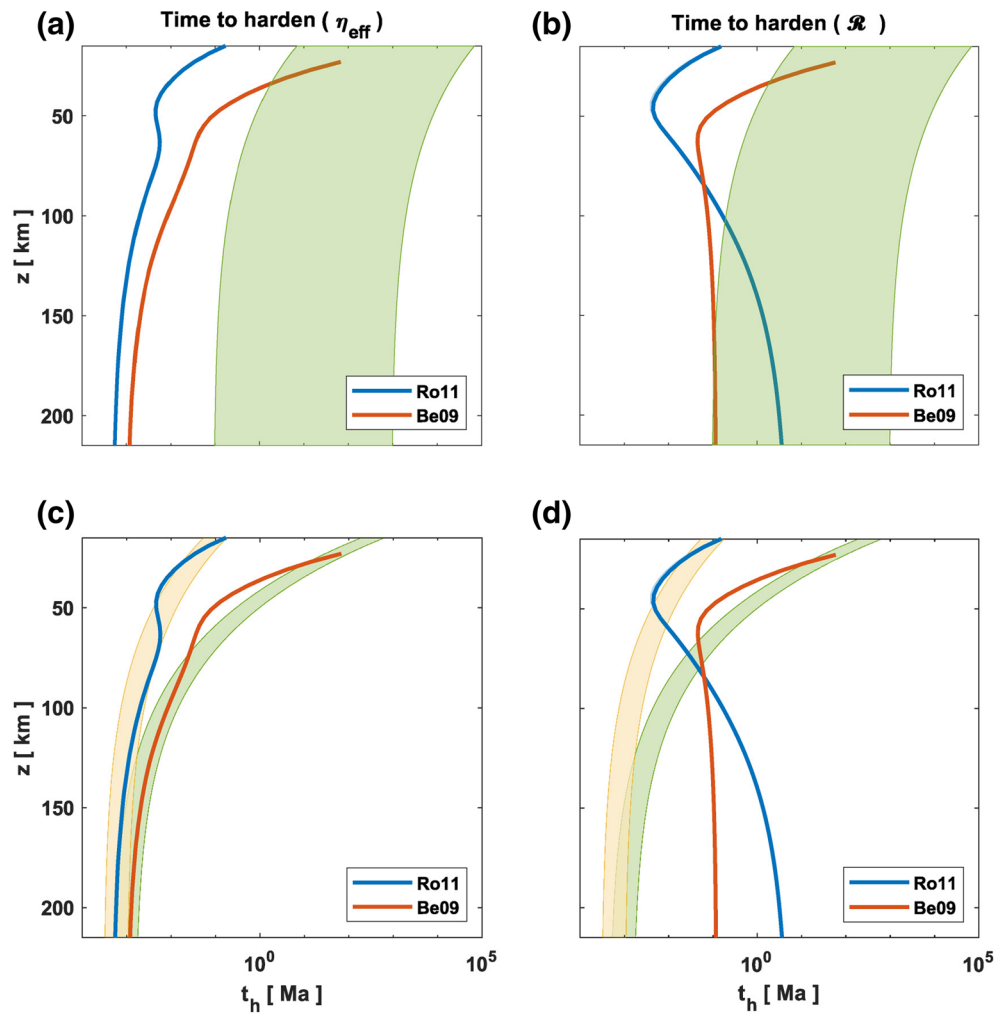 (a) Time to harden ( η_eff )
(b) Time to harden ( ℛ )
50
100
150
200
z [ km ]
Ro11
Be09
50
100
150
200
z [ km ]
Ro11
Be09
(c)
50
100
150
200
z [ km ]
Ro11
Be09
10^0
10^5
t_h [ Ma ]
(d)
50
100
150
200
z [ km ]
Ro11
Be09
10^0
10^5
t_h [ Ma ]